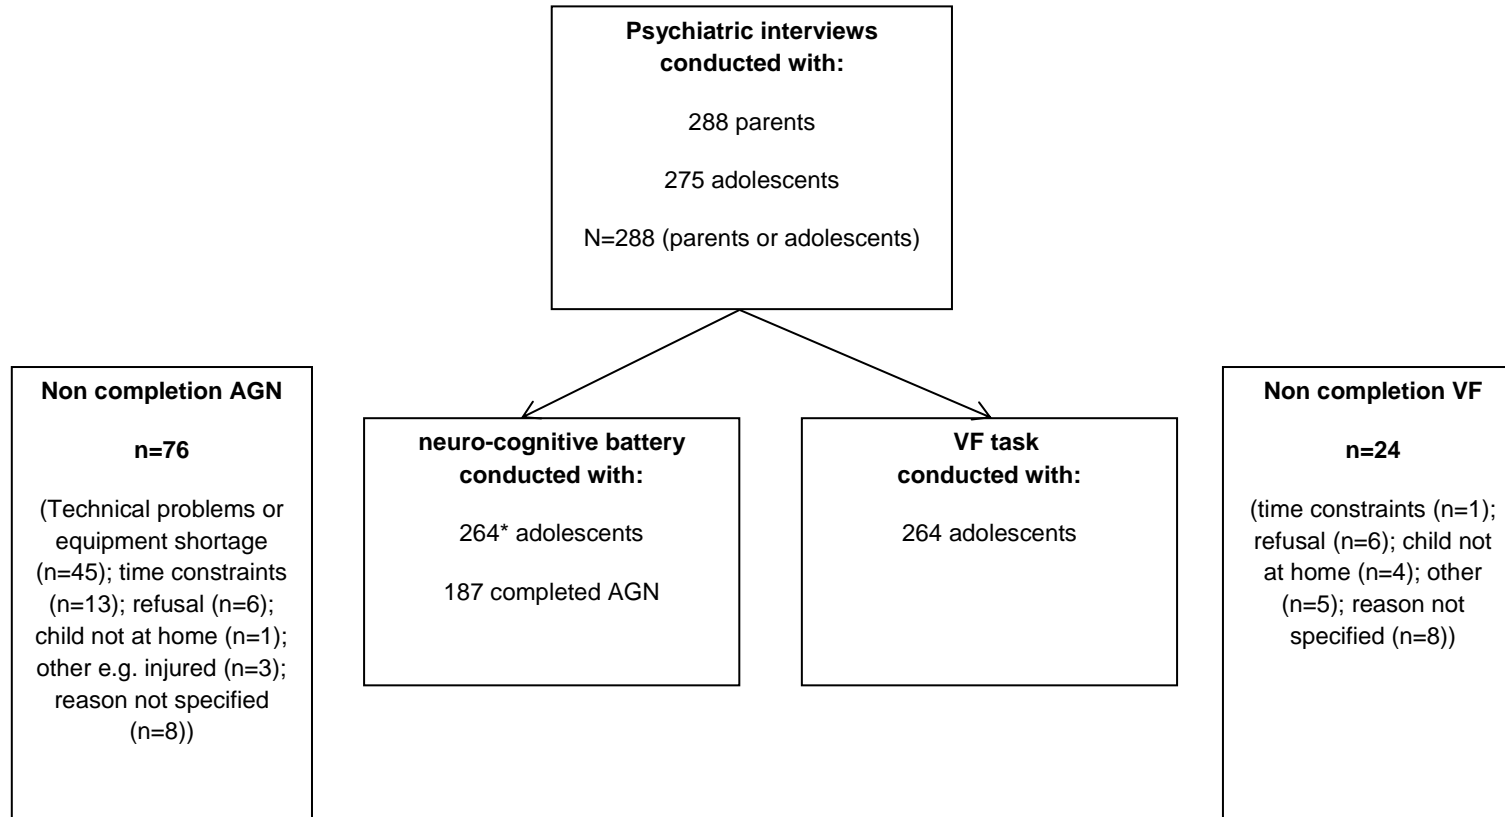 Psychiatric interviews
conducted with:
288 parents
275 adolescents
N=288 (parents or adolescents)
Non completion AGN
n=76
(Technical problems or
equipment shortage
(n=45); time constraints
(n=13); refusal (n=6);
child not at home (n=1);
other e.g. injured (n=3);
reason not specified
(n=8))
neuro-cognitive battery
conducted with:
264* adolescents
187 completed AGN
VF task
conducted with:
264 adolescents
Non completion VF
n=24
(time constraints (n=1);
refusal (n=6); child not
at home (n=4); other
(n=5); reason not
specified (n=8))